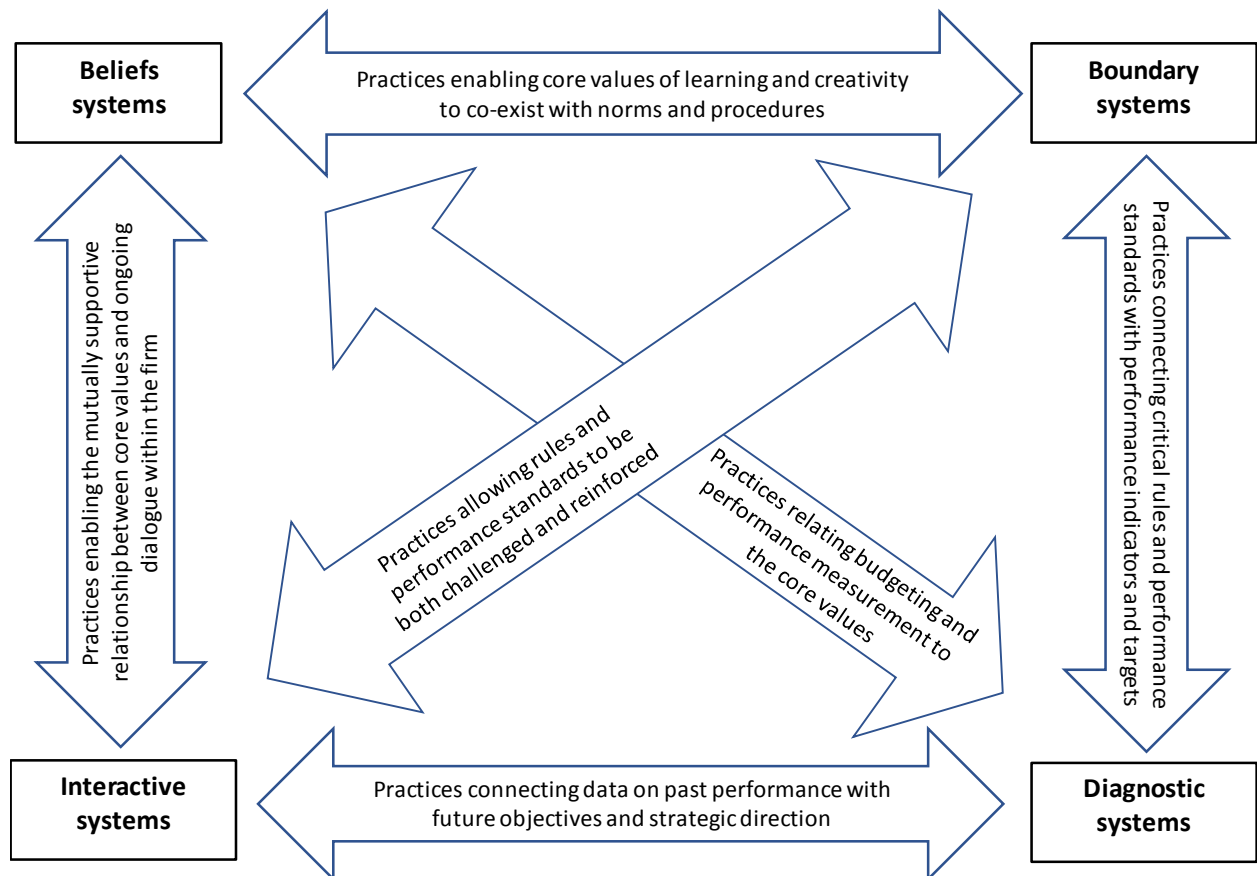 Beliefs
systems
Practices enabling core values of learning and creativity
to co-exist with norms and procedures
Boundary
systems
Practices enabling the mutually supportive
relationship between core values and ongoing
dialogue within the firm
Practices allowing rules and
performance standards to be
both challenged and reinforced
Practices relating budgeting and
performance measurement to
the core values
Practices connecting critical rules and performance
standards with performance indicators and targets
Interactive
systems
Practices connecting data on past performance with
future objectives and strategic direction
Diagnostic
systems